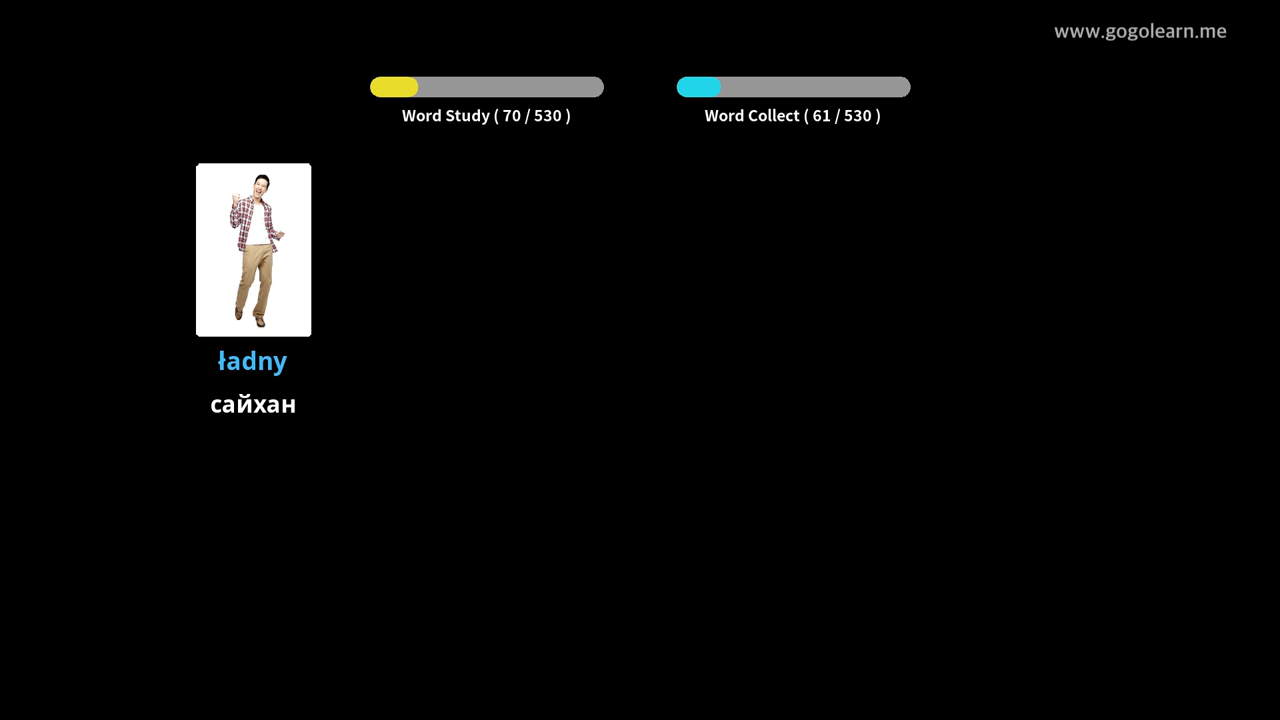 www.gogolearn.me
Word Study ( 70 / 530 )
Word Collect ( 61 / 530 )
ładny
сайхан